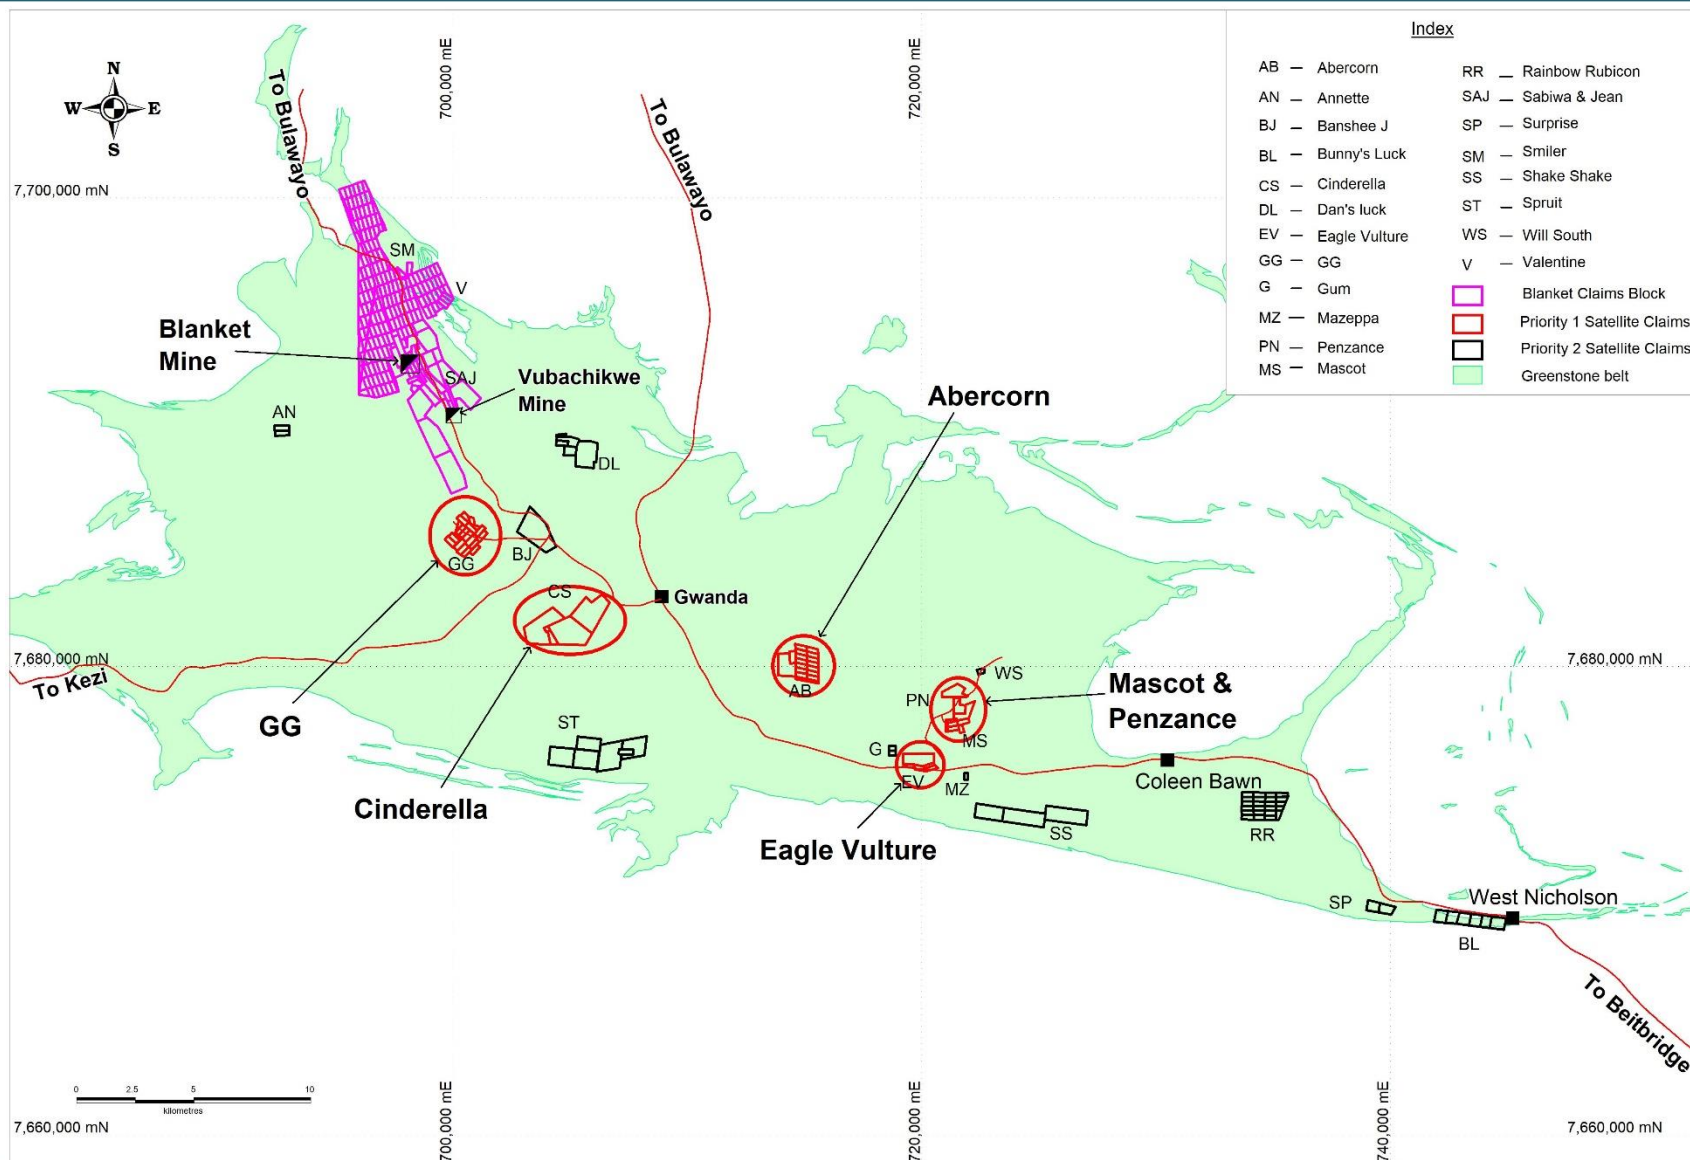 N
W E
S
To Bulawayo
700,000 mE
To Bulawayo
720,000 mE
7,700,000 mN
Index
AB — Abercorn
AN — Annette
BJ — Banshee J
BL — Bunny's Luck
CS — Cinderella
DL — Dan's luck
EV — Eagle Vulture
GG — GG
G — Gum
MZ — Mazeppa
PN — Penzance
MS — Mascot
RR — Rainbow Rubicon
SAJ — Sabiwa & Jean
SP — Surprise
SM — Smiler
SS — Shake Shake
ST — Spruit
WS — Will South
V — Valentine
Blanket Claims Block
Priority 1 Satellite Claims
Priority 2 Satellite Claims
Greenstone belt
SM
V
Blanket
Mine
SAJ
Vubachikwe
Mine
AN
DL
Abercorn
GG
BJ
CS
Gwanda
7,680,000 mN
7,680,000 mN
To Kezi
AB
WS
PN
MS
Mascot &
Penzance
GG
ST
G
EV
MZ
Coleen Bawn
Cinderella
Eagle Vulture
SS
RR
SP
West Nicholson
BL
To Beitbridge
0 2.5 5 10
kilometres
700,000 mE
720,000 mE
740,000 mE
7,660,000 mN
7,660,000 mN